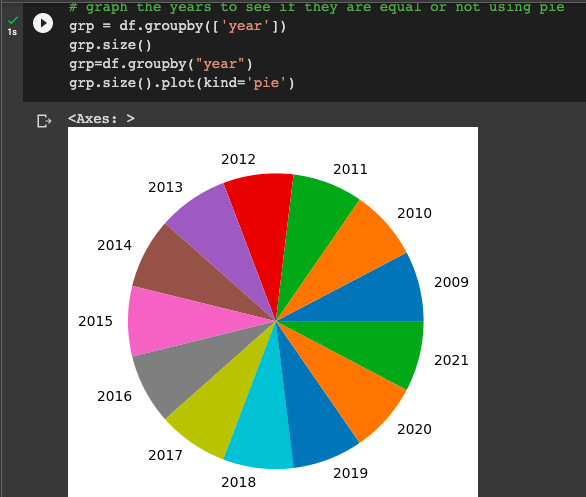 # graph the years to see if they are equal or not using pie
grp = df.groupby(['year'])
grp.size()
grp=df.groupby("year")
grp.size().plot(kind='pie')
1s
<Axes: >
2012
2011
2013
2010
2014
2009
2015
2021
2016
2020
2017
2019
2018